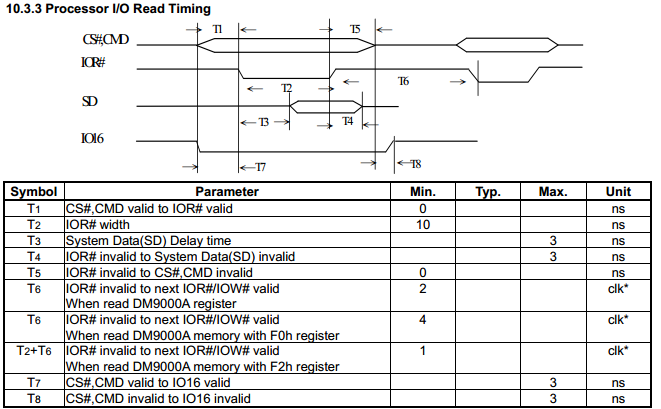 10.3.3 Processor I/O Read Timing
T1 T5
CS#,CMD
IOR#
T2 T6
SD
T3 T4
IO16
T7 T8
Symbol Parameter Min. Typ. Max. Unit
T1 CS#,CMD valid to IOR# valid 0 ns
T2 IOR# width 10 ns
T3 System Data(SD) Delay time 3 ns
T4 IOR# invalid to System Data(SD) invalid 3 ns
T5 IOR# invalid to CS#,CMD invalid 0 ns
T6 IOR# invalid to next IOR#/IOW# valid 2 clk*
When read DM9000A register
T6 IOR# invalid to next IOR#/IOW# valid 4 clk*
When read DM9000A memory with F0h register
T2+T6 IOR# invalid to next IOR#/IOW# valid 1 clk*
When read DM9000A memory with F2h register
T7 CS#,CMD valid to IO16 valid 3 ns
T8 CS#,CMD invalid to IO16 invalid 3 ns